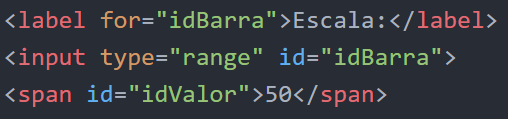 <label for="idBarra">Escala:</label>
<input type="range" id="idBarra">
<span id="idValor">50</span>